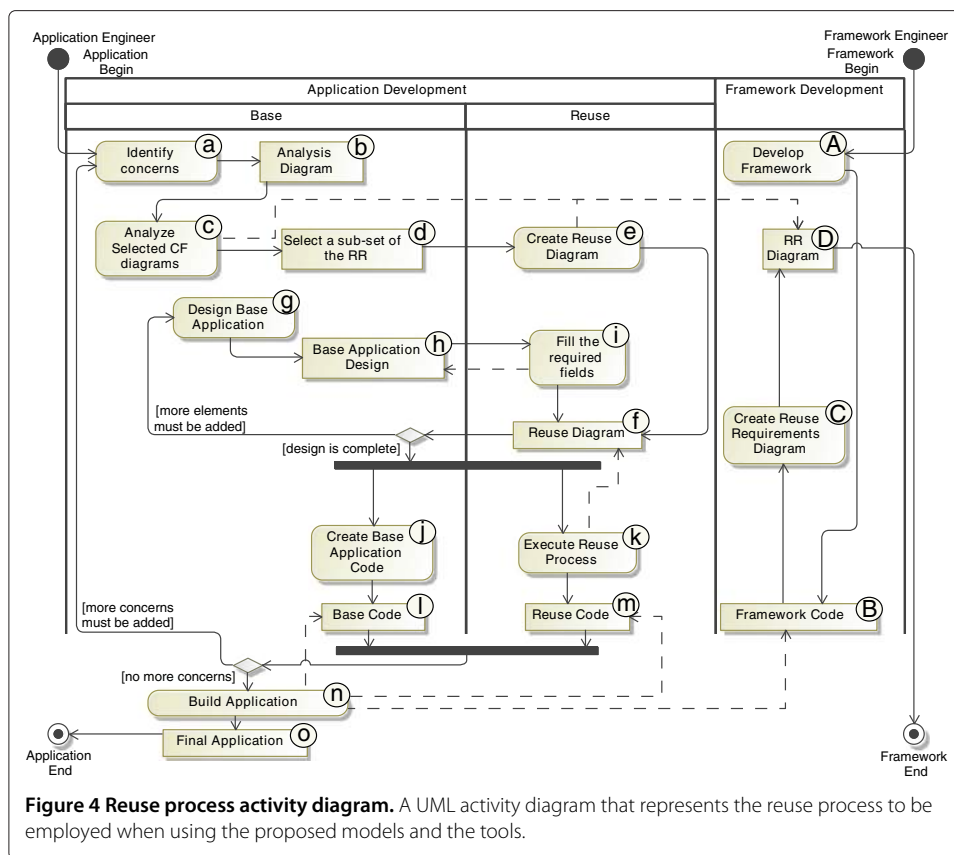 Application Engineer
Application
Begin
Framework Engineer
Framework
Begin
Application Development
Framework Development
Base
Reuse
Identify
concerns
a
Analysis
Diagram
b
Develop
Framework
A
Analyze
Selected CF
diagrams
c
Select a sub-set of
the RR
d
Create Reuse
Diagram
e
RR
Diagram
D
Design Base
Application
g
Base Application
Design
h
Fill the
required
fields
i
[more elements
must be added]
Reuse Diagram
f
Create Reuse
Requirements
Diagram
C
[design is complete]
Create Base
Application
Code
j
Execute Reuse
Process
k
[more concerns
must be added]
Base Code
l
Reuse Code
m
Framework Code
B
[no more concerns]
Build Application
n
Final Application
o
Application
End
Framework
End
Figure 4 Reuse process activity diagram. A UML activity diagram that represents the reuse process to be
employed when using the proposed models and the tools.